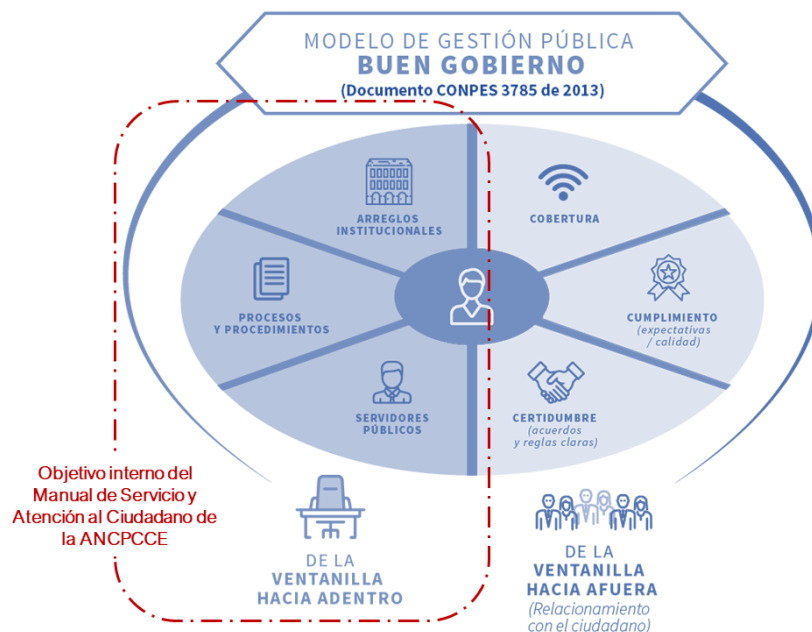 MODELO DE GESTIÓN PÚBLICA
BUEN GOBIERNO
(Documento CONPES 3785 de 2013)
ARREGLOS
INSTITUCIONALES
COBERTURA
PROCESOS
Y PROCEDIMIENTOS
CUMPLIMIENTO
(expectativas
/ calidad)
SERVIDORES
PÚBLICOS
CERTIDUMBRE
(acuerdos
y reglas claras)
Objetivo interno del
Manual de Servicio y
Atención al Ciudadano de
la ANCPCCE
DE LA
VENTANILLA
HACIA ADENTRO
DE LA
VENTANILLA
HACIA AFUERA
(Relacionamiento
con el ciudadano)